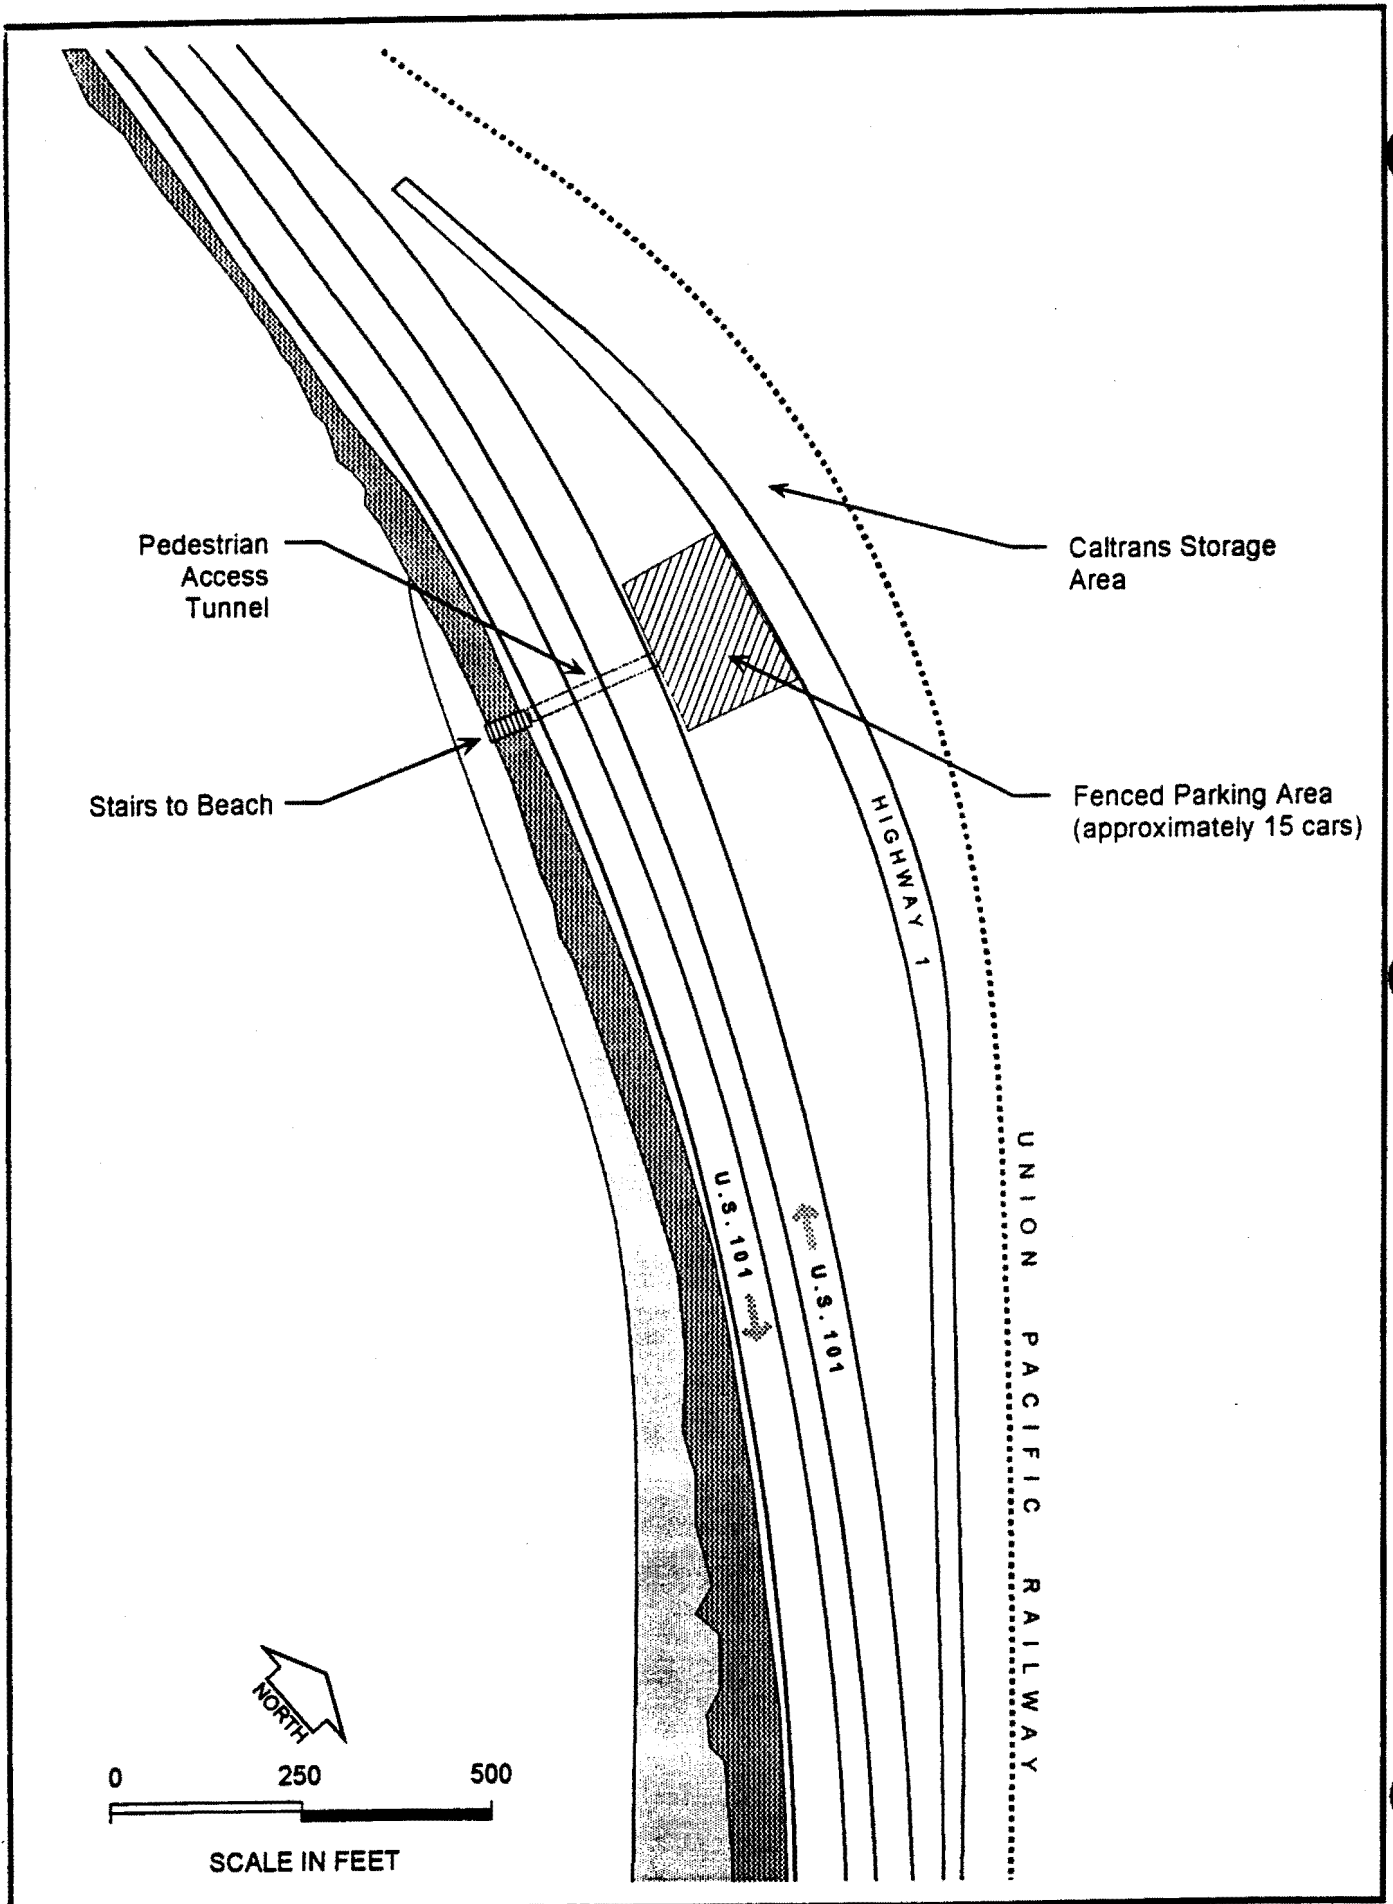 Pedestrian
Access
Tunnel
Caltrans Storage
Area
Stairs to Beach
Fenced Parking Area
(approximately 15 cars)
HIGHWAY 1
U.S. 101
U.S. 101
UNION PACIFIC RAILWAY
NORTH
0 250 500
SCALE IN FEET